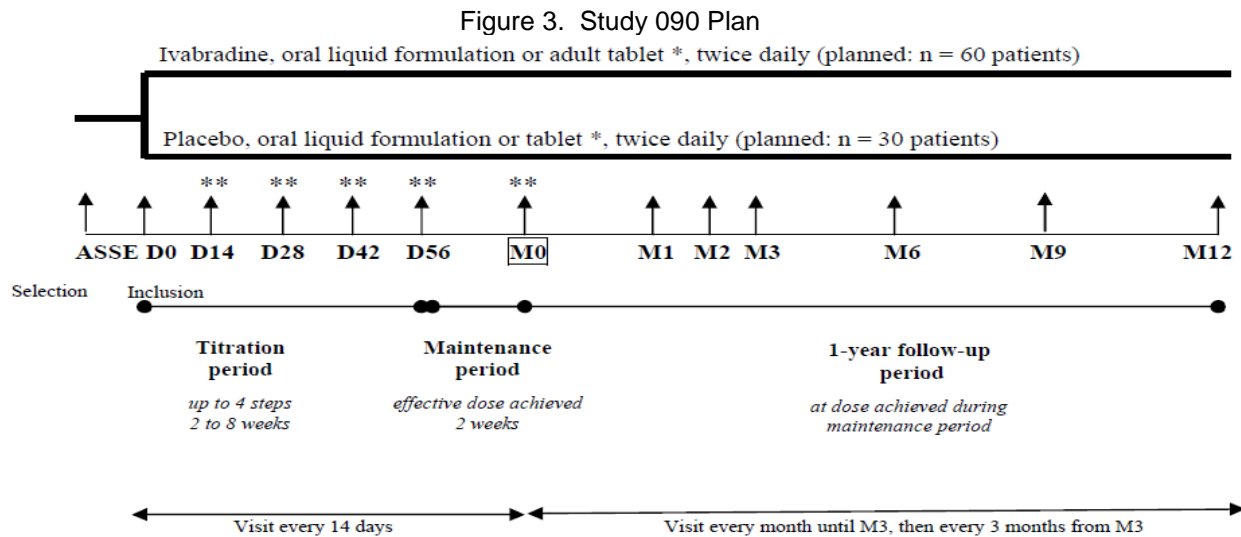 Figure 3. Study 090 Plan
Ivabradine, oral liquid formulation or adult tablet *, twice daily (planned: n = 60 patients)
Placebo, oral liquid formulation or tablet *, twice daily (planned: n = 30 patients)
** ** ** ** **
ASSE D0 D14 D28 D42 D56 M0 M1 M2 M3 M6 M9 M12
Selection Inclusion
Titration Maintenance 1-year follow-up
period period period
up to 4 steps effective dose achieved at dose achieved during
2 to 8 weeks 2 weeks maintenance period
Visit every 14 days Visit every month until M3, then every 3 months from M3